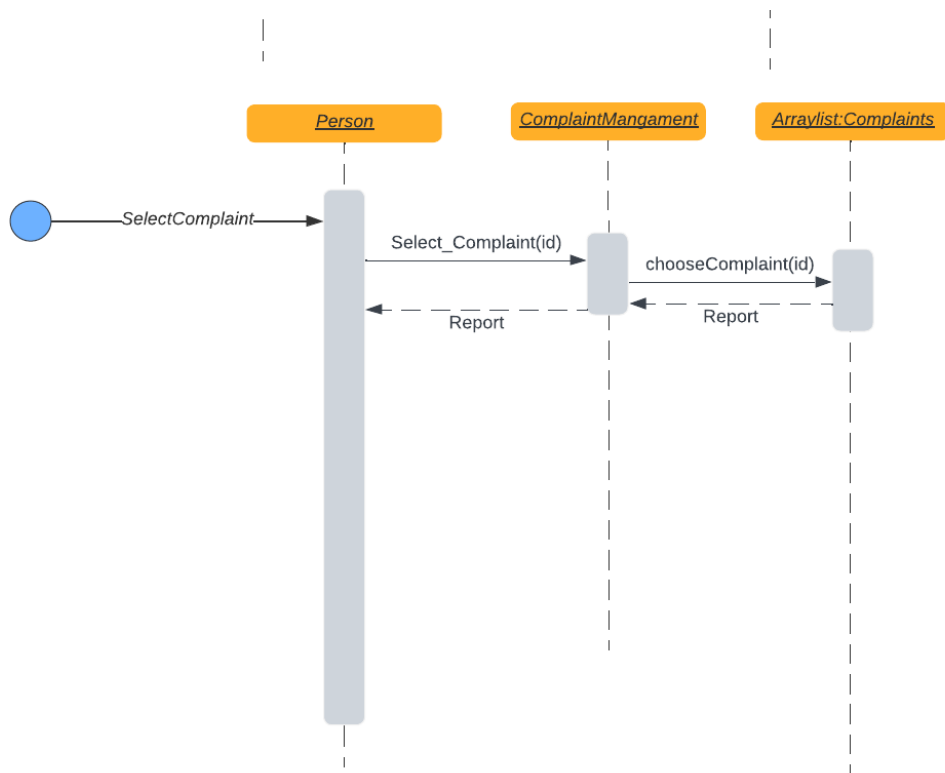 Person
ComplaintMangament
Arraylist:Complaints
SelectComplaint
Select_Complaint(id)
chooseComplaint(id)
Report
Report